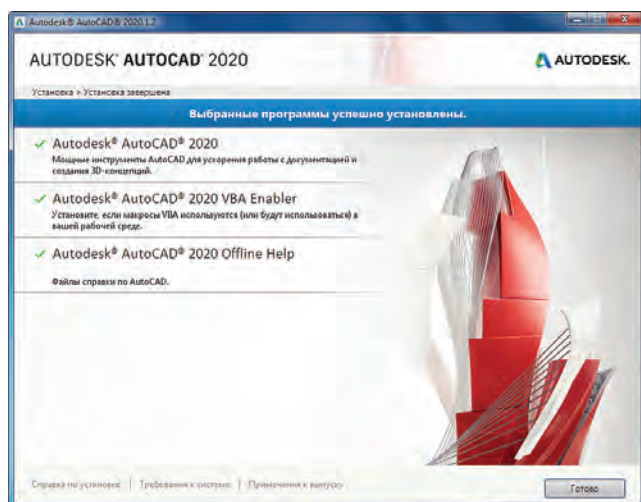 Autodesk® AutoCAD® 2020.1.2
AUTODESK® AUTOCAD® 2020
AUTODESK.
Установка > Установка завершена
Выбранные программы успешно установлены.
Autodesk® AutoCAD® 2020
Мощные инструменты AutoCAD для ускорения работы с документацией и
создания 3D-концепций.
Autodesk® AutoCAD® 2020 VBA Enabler
Установите, если макросы VBA используются (или будут использоваться) в
вашей рабочей среде.
Autodesk® AutoCAD® 2020 Offline Help
Файлы справки по AutoCAD.
Справка по установке | Требования к системе | Примечания к выпуску
Готово